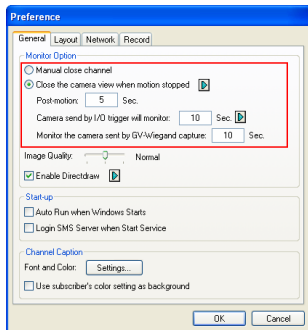 Preference
General Layout Network Record
Monitor Option
Manual close channel
Close the camera view when motion stopped
Post-motion: 5 Sec.
Camera send by I/O trigger will monitor: 10 Sec.
Monitor the camera sent by GV-Wiegand capture: 10 Sec.
Image Quality: Normal
Enable Directdraw
Start-up
Auto Run when Windows Starts
Login SMS Server when Start Service
Channel Caption
Font and Color: Settings...
Use subscriber's color setting as background
OK Cancel